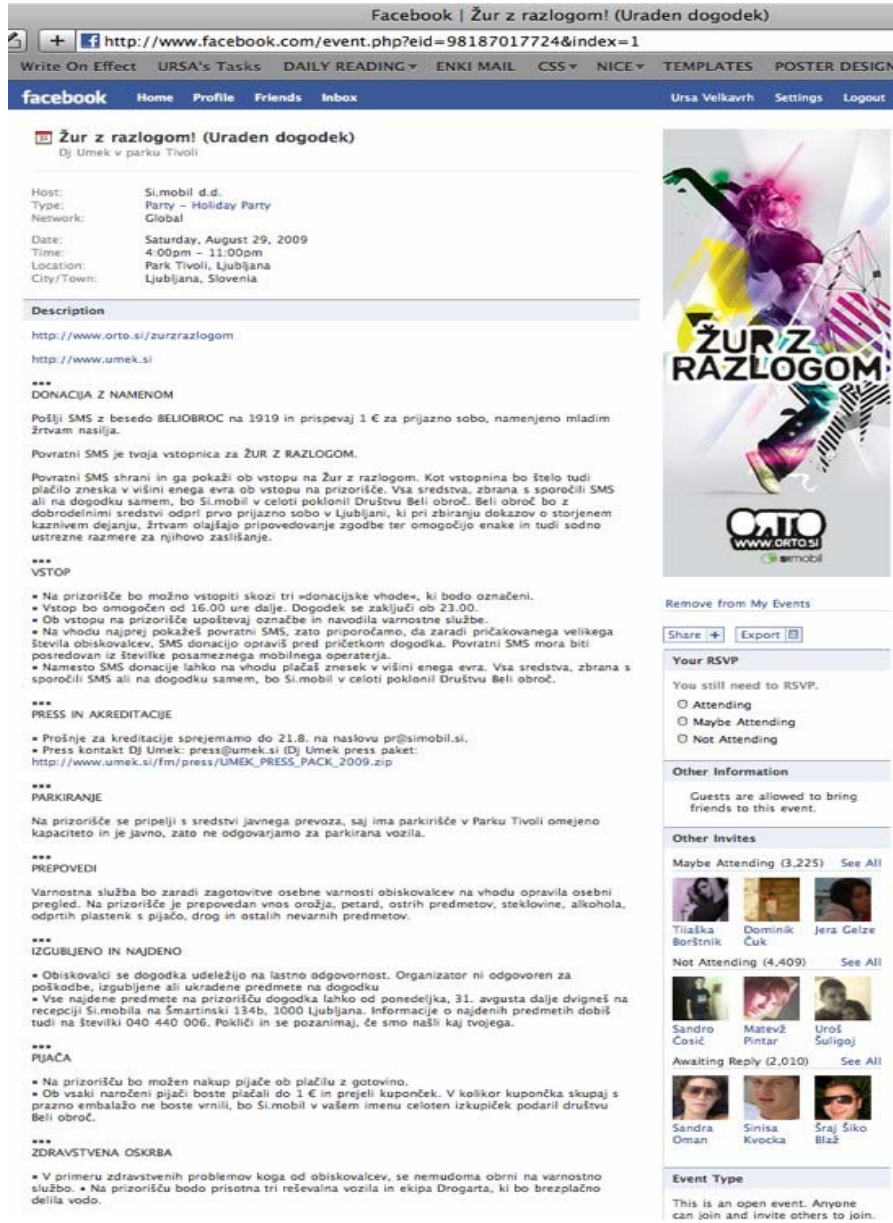 Facebook | Žur z razlogom! (Uraden dogodek)
http://www.facebook.com/event.php?eid=98187017724&index=1
Write On Effect URSA's Tasks DAILY READING ENKI MAIL CSS NICE TEMPLATES POSTER DESIGN
facebook Home Profile Friends Inbox Ursa Velkavrh Settings Logout
Žur z razlogom! (Uraden dogodek)
Dj Umek v parku Tivoli
Host: Si.mobil d.d.
Type: Party – Holiday Party
Network: Global
Date: Saturday, August 29, 2009
Time: 4:00pm – 11:00pm
Location: Park Tivoli, Ljubljana
City/Town: Ljubljana, Slovenia
Description
http://www.orto.si/zurzrazlogom
http://www.umek.si
▪▪▪
DONACIJA Z NAMENOM
Pošlji SMS z besedo BELIOBROC na 1919 in prispevaj 1 € za prijazno sobo, namenjeno mladim
žrtvam nasilja.
Povratni SMS je tvoja vstopnica za ŽUR Z RAZLOGOM.
Povratni SMS shrani in ga pokaži ob vstopu na Žur z razlogom. Kot vstopnina bo štelo tudi
plačilo zneska v višini enega evra ob vstopu na prizorišče. Vsa sredstva, zbrana s sporočili SMS
ali na dogodku samem, bo Si.mobil v celoti poklonil Društvu Beli obroč. Beli obroč bo z
dobrodelnimi sredstvi odprl prvo prijazno sobo v Ljubljani, ki pri zbiranju dokazov o storjenem
kaznivem dejanju, žrtvam olajšajo pripovedovanje zgodbe ter omogočijo enake in tudi sodno
ustrezne razmere za njihovo zaslišanje.
▪▪▪
VSTOP
▪ Na prizorišče bo možno vstopiti skozi tri »donacijske vhode«, ki bodo označeni.
▪ Vstop bo omogočen od 16.00 ure dalje. Dogodek se zaključi ob 23.00.
▪ Ob vstopu na prizorišče upoštevaj označbe in navodila varnostne službe.
▪ Na vhodu najprej pokažeš povratni SMS, zato priporočamo, da zaradi pričakovanega velikega
števila obiskovalcev, SMS donacijo opraviš pred pričetkom dogodka. Povratni SMS mora biti
posredovan iz številke posameznega mobilnega operaterja.
▪ Namesto SMS donacije lahko na vhodu plačaš znesek v višini enega evra. Vsa sredstva, zbrana s
sporočili SMS ali na dogodku samem, bo Si.mobil v celoti poklonil Društvu Beli obroč.
▪▪▪
PRESS IN AKREDITACIJE
▪ Prošnje za kreditacije sprejemamo do 21.8. na naslovu pr@simobil.si.
▪ Press kontakt DJ Umek: press@umek.si (Dj Umek press paket:
http://www.umek.si/fm/press/UMEK_PRESS_PACK_2009.zip
▪▪▪
PARKIRANJE
Na prizorišče se pripelji s sredstvi javnega prevoza, saj ima parkirišče v Parku Tivoli omejeno
kapaciteto in je javno, zato ne odgovarjamo za parkirana vozila.
▪▪▪
PREPOVEDI
Varnostna služba bo zaradi zagotovitve osebne varnosti obiskovalcev na vhodu opravila osebni
pregled. Na prizorišče je prepovedan vnos orožja, petard, ostrih predmetov, steklovine, alkohola,
odprtih plastenk s pijačo, drog in ostalih nevarnih predmetov.
▪▪▪
IZGUBLJENO IN NAJDENO
▪ Obiskovalci se dogodka udeležijo na lastno odgovornost. Organizator ni odgovoren za
poškodbe, izgubljene ali ukradene predmete na dogodku
▪ Vse najdene predmete na prizorišču dogodka lahko od ponedeljka, 31. avgusta dalje dvigneš na
recepciji Si.mobila na Šmartinski 134b, 1000 Ljubljana. Informacije o najdenih predmetih dobiš
tudi na številki 040 440 006. Pokliči in se pozanimaj, če smo našli kaj tvojega.
▪▪▪
PIJAČA
▪ Na prizorišču bo možen nakup pijače ob plačilu z gotovino.
▪ Ob vsaki naročeni pijači boste plačali do 1 € in prejeli kuponček. V kolikor kupončka skupaj s
prazno embalažo ne boste vrnili, bo Si.mobil v vašem imenu celoten izkupiček podaril društvu
Beli obroč.
▪▪▪
ZDRAVSTVENA OSKRBA
▪ V primeru zdravstvenih problemov koga od obiskovalcev, se nemudoma obrni na varnostno
službo. ▪ Na prizorišču bodo prisotna tri reševalna vozila in ekipa Drogarta, ki bo brezplačno
delila vodo.
ŽUR Z
RAZLOGOM
ORTO
WWW.ORTO.SI
simobil
Remove from My Events
Share + Export
Your RSVP
You still need to RSVP.
Attending
Maybe Attending
Not Attending
Other Information
Guests are allowed to bring
friends to this event.
Other Invites
Maybe Attending (3,225) See All
Tiiaška Dominik Jera Gelze
Borštnik Čuk
Not Attending (4,409) See All
Sandro Matevž Uroš
Ćosić Pintar Šuligoj
Awaiting Reply (2,010) See All
Sandra Sinisa Šraj Šiko
Oman Kvocka Blaž
Event Type
This is an open event. Anyone
can join and invite others to join.